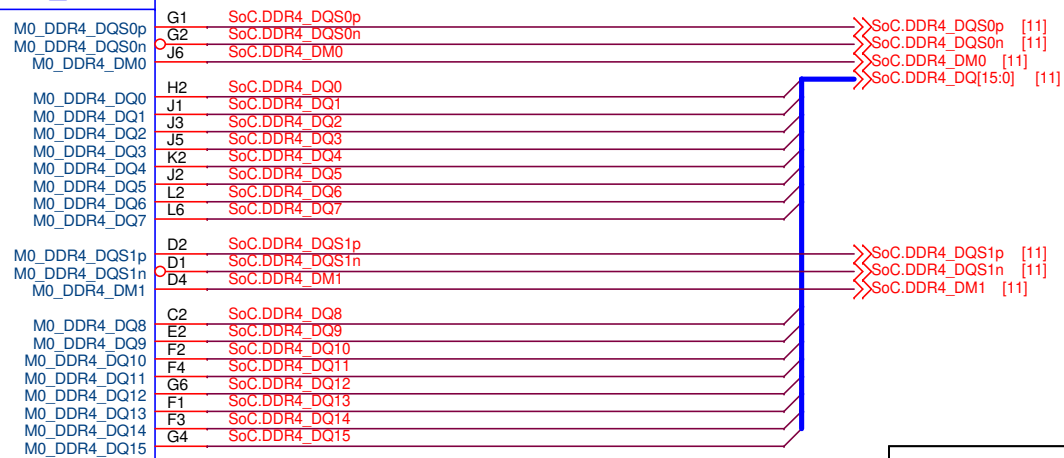 M0_DDR4_DQS0p G1 SoC.DDR4_DQS0p SoC.DDR4_DQS0p [11]
M0_DDR4_DQS0n G2 SoC.DDR4_DQS0n SoC.DDR4_DQS0n [11]
M0_DDR4_DM0 J6 SoC.DDR4_DM0 SoC.DDR4_DM0 [11]
SoC.DDR4_DQ[15:0] [11]
M0_DDR4_DQ0 H2 SoC.DDR4_DQ0
M0_DDR4_DQ1 J1 SoC.DDR4_DQ1
M0_DDR4_DQ2 J3 SoC.DDR4_DQ2
M0_DDR4_DQ3 J5 SoC.DDR4_DQ3
M0_DDR4_DQ4 K2 SoC.DDR4_DQ4
M0_DDR4_DQ5 J2 SoC.DDR4_DQ5
M0_DDR4_DQ6 L2 SoC.DDR4_DQ6
M0_DDR4_DQ7 L6 SoC.DDR4_DQ7
M0_DDR4_DQS1p D2 SoC.DDR4_DQS1p SoC.DDR4_DQS1p [11]
M0_DDR4_DQS1n D1 SoC.DDR4_DQS1n SoC.DDR4_DQS1n [11]
M0_DDR4_DM1 D4 SoC.DDR4_DM1 SoC.DDR4_DM1 [11]
M0_DDR4_DQ8 C2 SoC.DDR4_DQ8
M0_DDR4_DQ9 E2 SoC.DDR4_DQ9
M0_DDR4_DQ10 F2 SoC.DDR4_DQ10
M0_DDR4_DQ11 F4 SoC.DDR4_DQ11
M0_DDR4_DQ12 G6 SoC.DDR4_DQ12
M0_DDR4_DQ13 F1 SoC.DDR4_DQ13
M0_DDR4_DQ14 F3 SoC.DDR4_DQ14
M0_DDR4_DQ15 G4 SoC.DDR4_DQ15